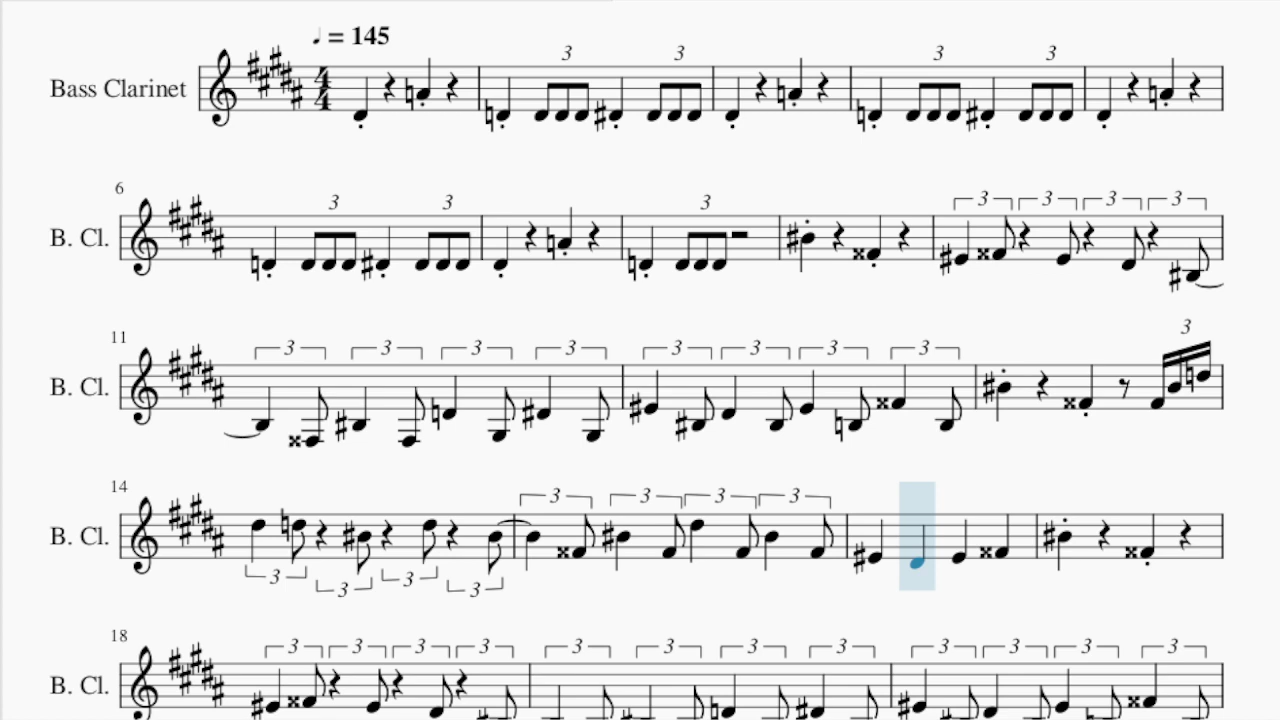 ♩ = 145
Bass Clarinet 4/4 3 3 3 3
6
B. Cl. 3 3 3 3 3 3 3
11
B. Cl. 3 3 3 3 3 3 3 3 3
14
B. Cl. 3 3 3 3 3 3 3 3
18
B. Cl. 3 3 3 3 3 3 3 3 3 3 3 3